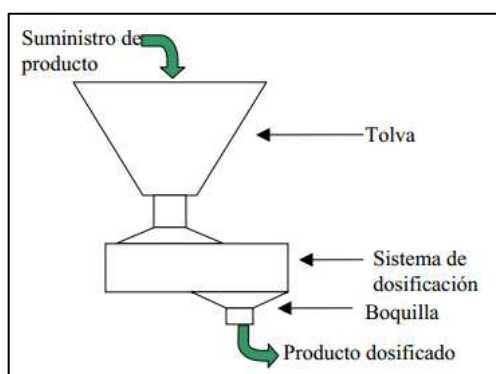 Suministro de
producto
Tolva
Sistema de
dosificación
Boquilla
Producto dosificado